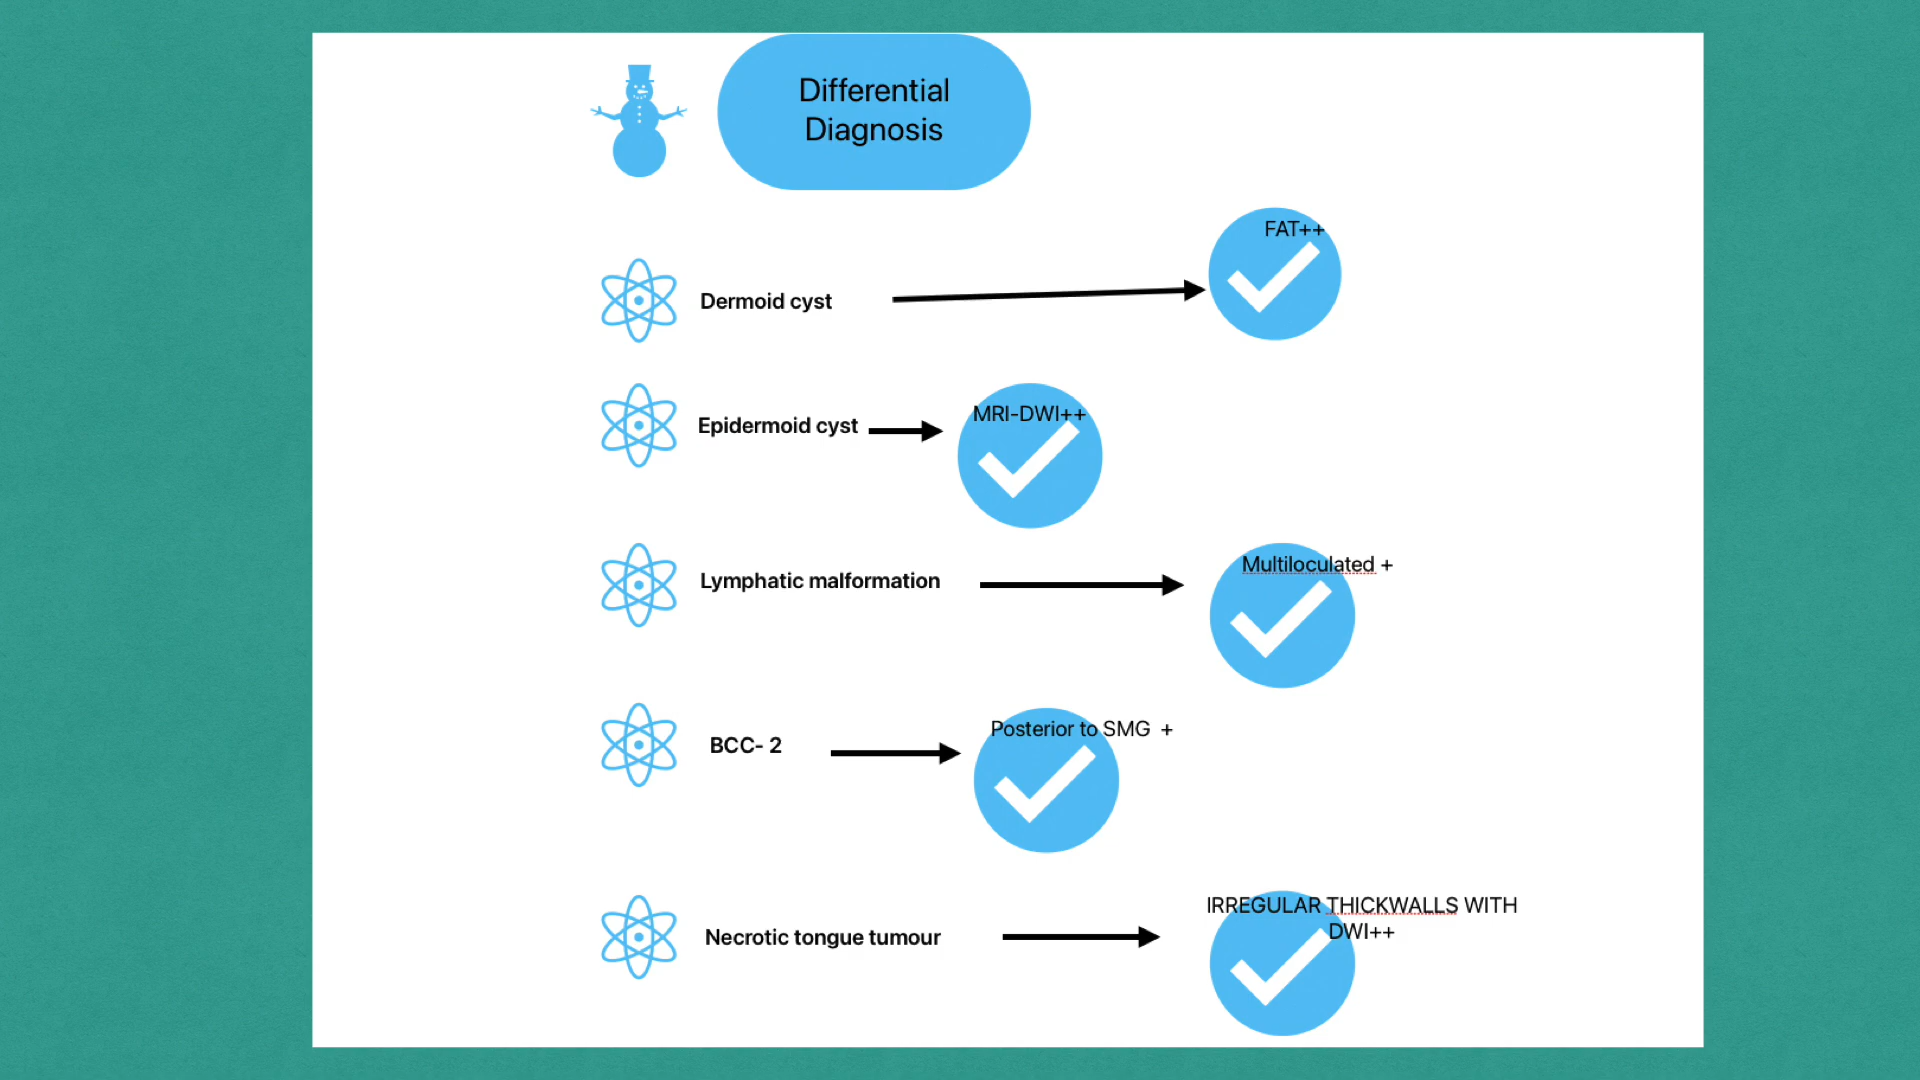 Differential
Diagnosis
FAT++
Dermoid cyst
MRI-DWI++
Epidermoid cyst
Multiloculated +
Lymphatic malformation
Posterior to SMG +
BCC- 2
IRREGULAR THICKWALLS WITH
DWI++
Necrotic tongue tumour